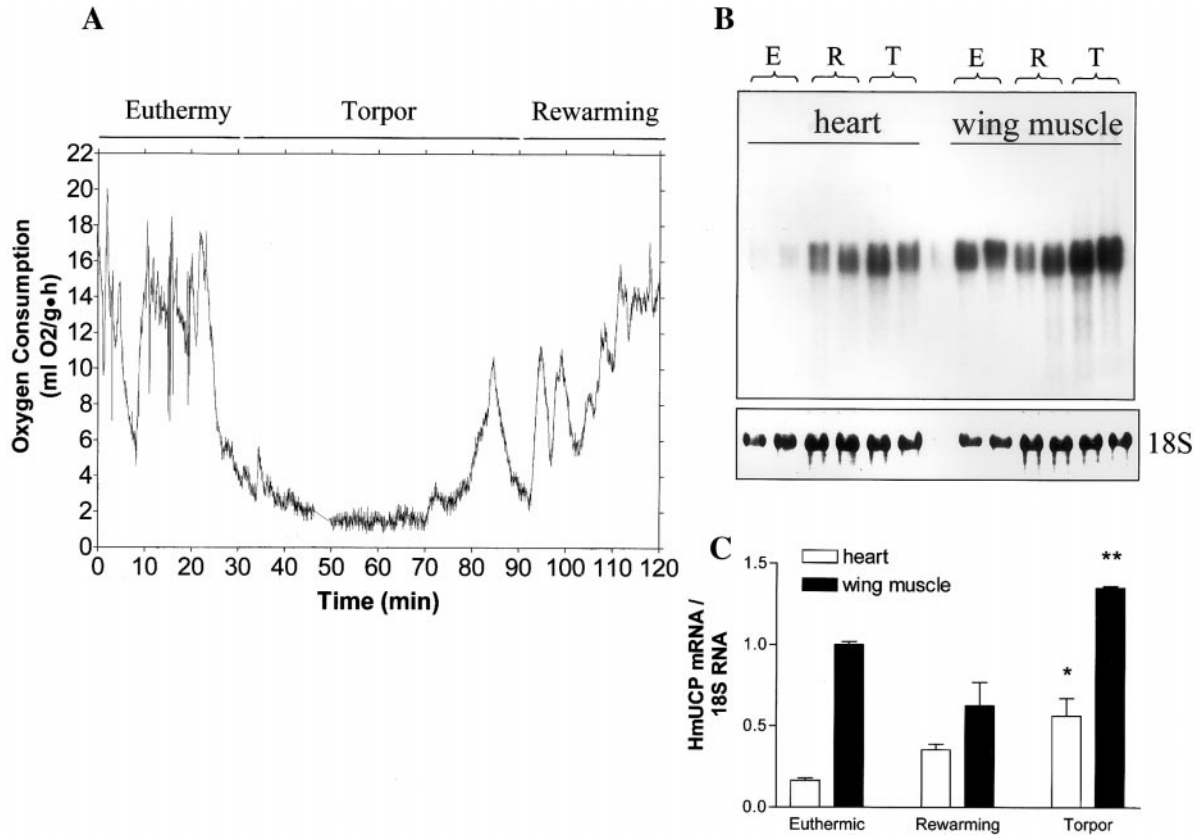 A
Euthermy Torpor Rewarming
22
20
18
16
14
12
10
8
6
4
2
0
Oxygen Consumption
(ml O2/g•h)
0 10 20 30 40 50 60 70 80 90 100 110 120
Time (min)
B
E R T E R T
heart wing muscle
18S
C
heart
wing muscle
1.5
1.0
0.5
0.0
HmUCP mRNA /
18S RNA
*
**
Euthermic Rewarming Torpor